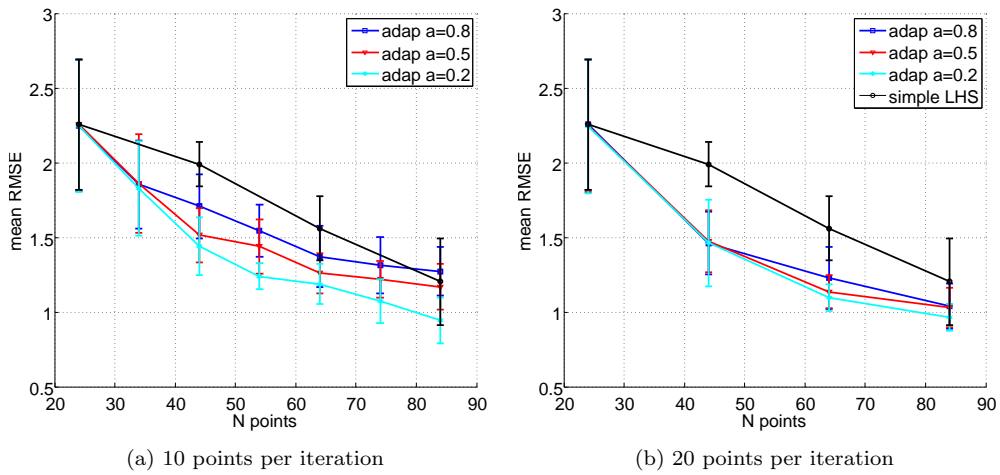 3
2.5
2
1.5
1
0.5
20 30 40 50 60 70 80 90
mean RMSE
N points
adap a=0.8
adap a=0.5
adap a=0.2
(a) 10 points per iteration
3
2.5
2
1.5
1
0.5
20 30 40 50 60 70 80 90
mean RMSE
N points
adap a=0.8
adap a=0.5
adap a=0.2
simple LHS
(b) 20 points per iteration